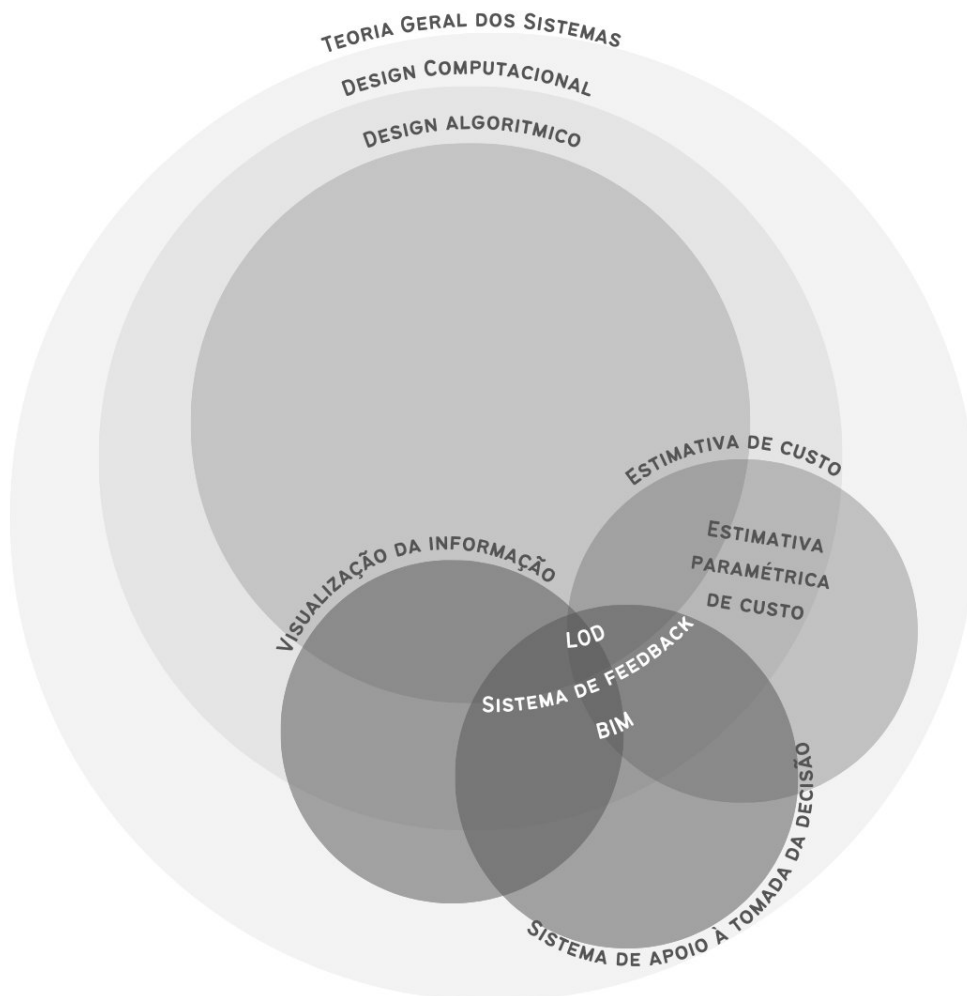 Teoria Geral dos Sistemas
Design Computacional
Design algoritmico
Estimativa de custo
Estimativa
paramétrica
de custo
Visualização da informação
LOD
Sistema de feedback
BIM
Sistema de apoio à tomada da decisão